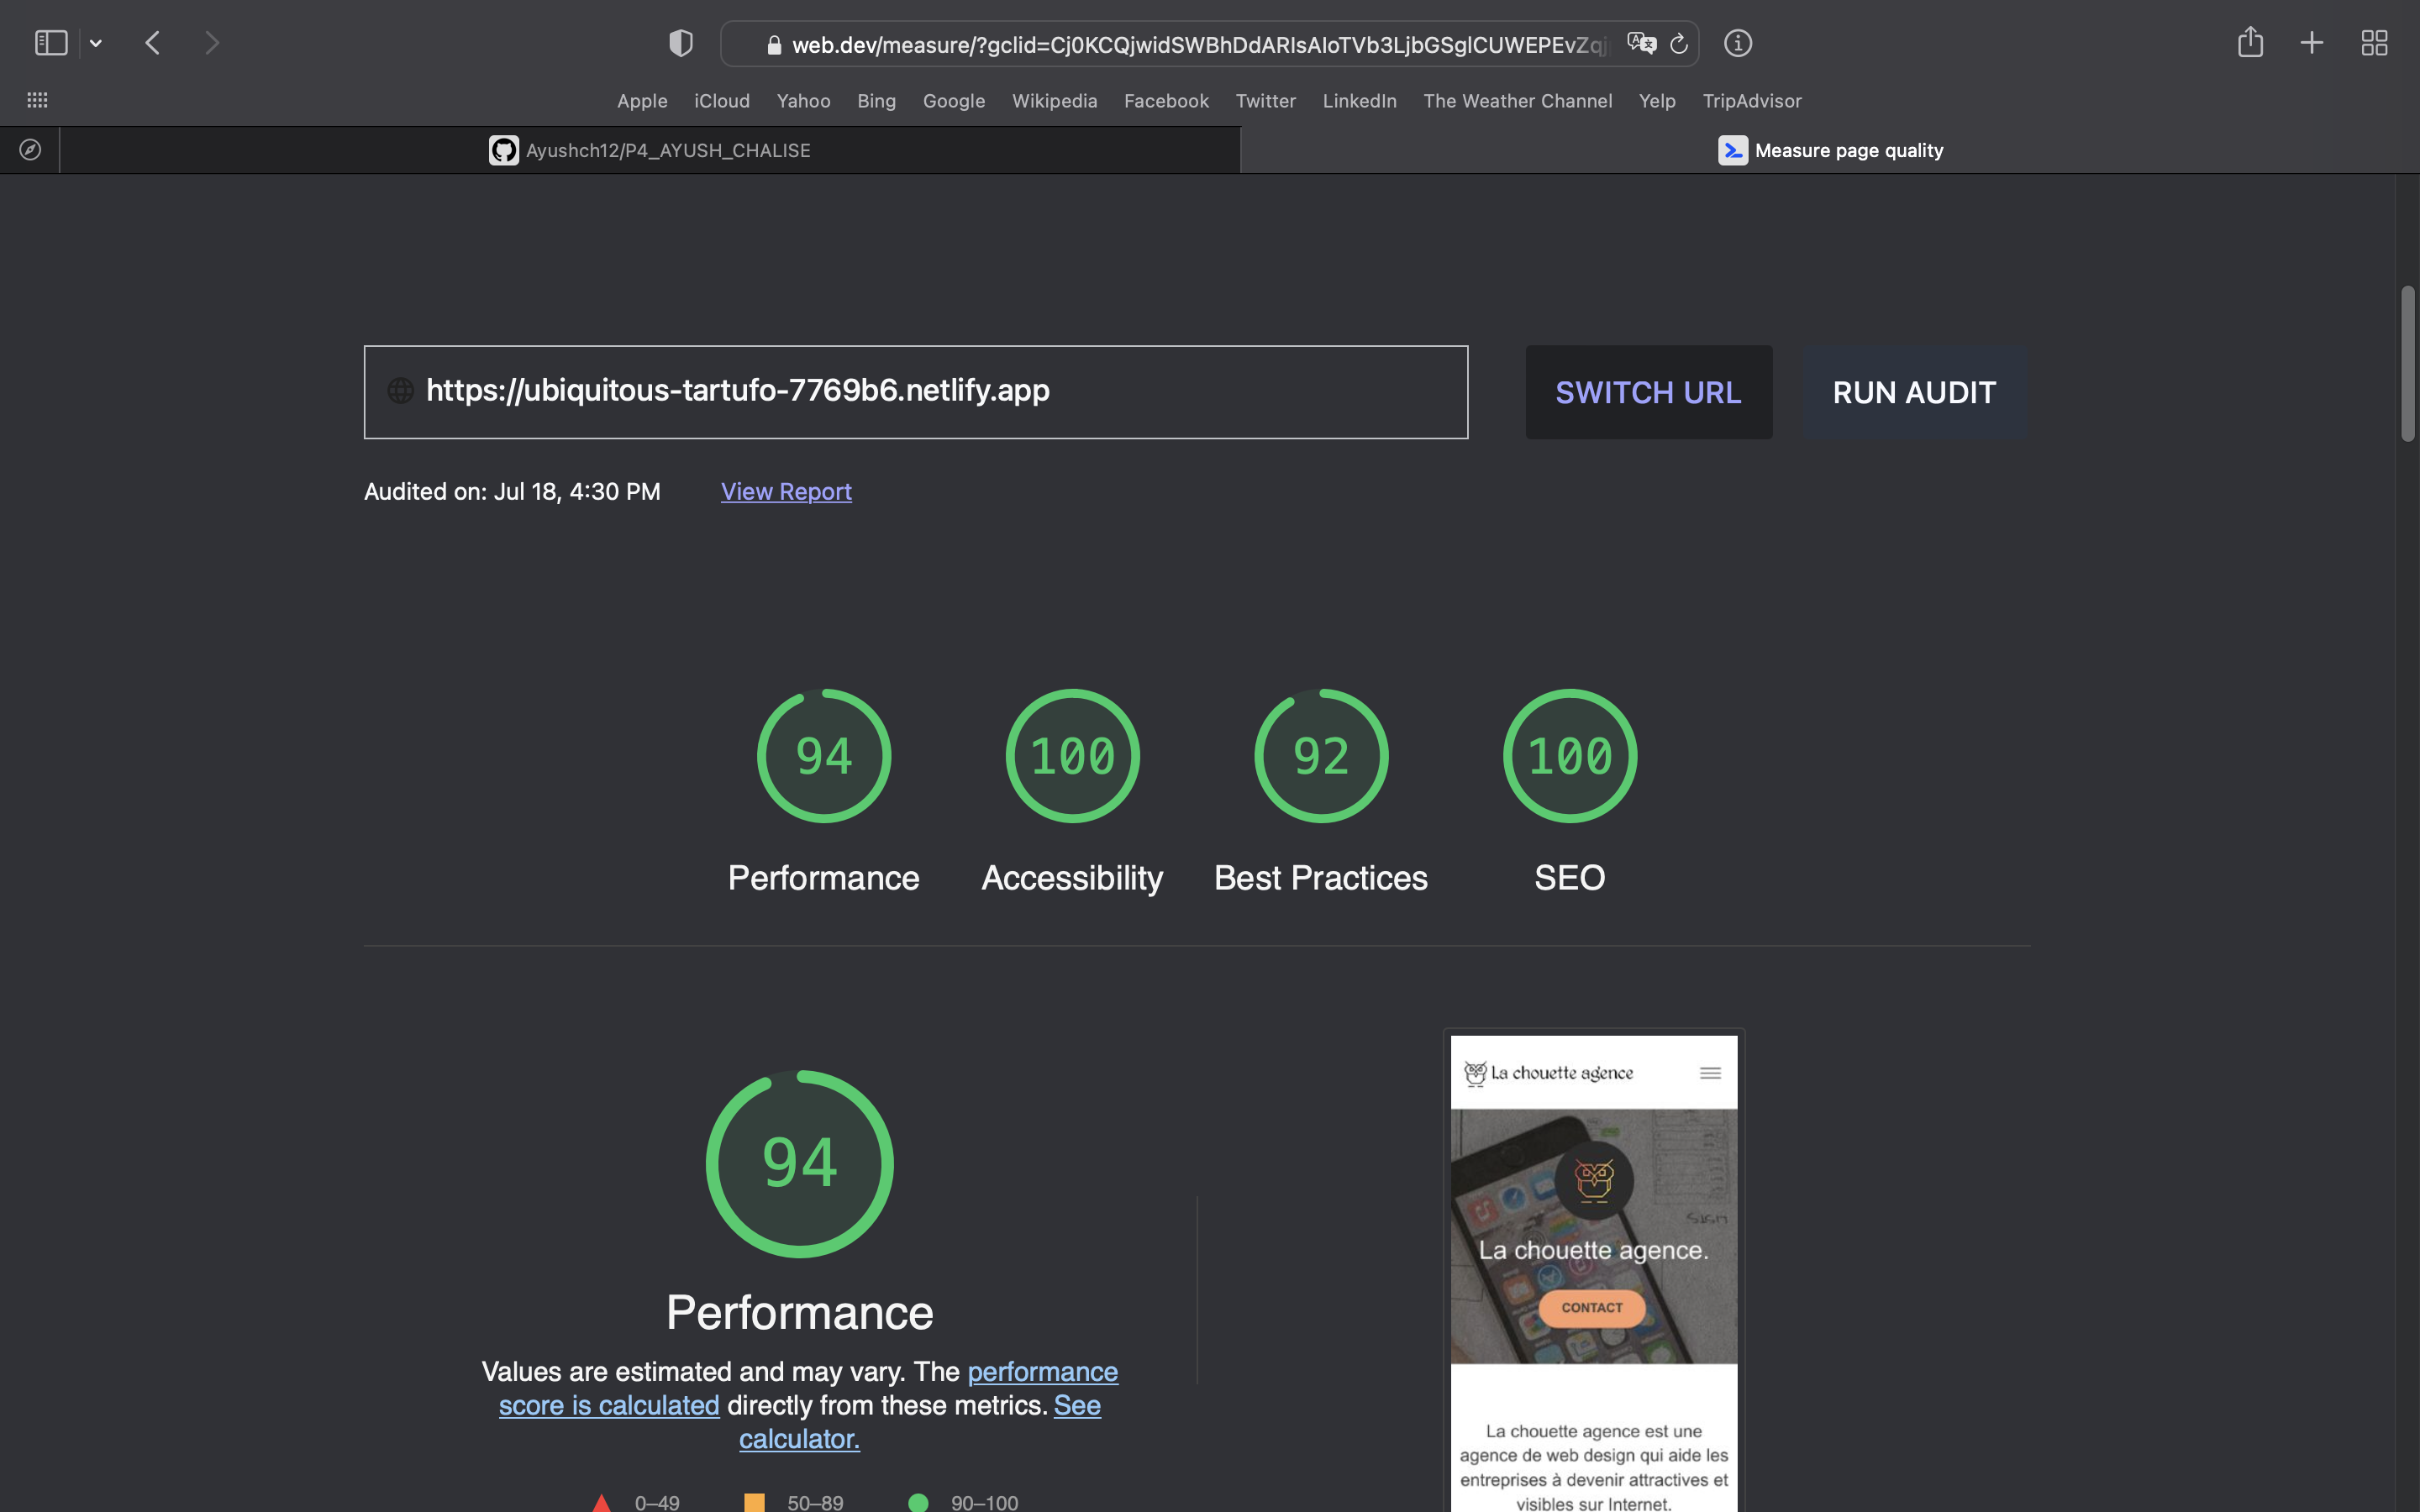 web.dev/measure/?gclid=Cj0KCQjwidSWBhDdARIsAIoTVb3LjbGSglCUWEPEvZqj
Apple iCloud Yahoo Bing Google Wikipedia Facebook Twitter LinkedIn The Weather Channel Yelp TripAdvisor
Ayushch12/P4_AYUSH_CHALISE
Measure page quality
https://ubiquitous-tartufo-7769b6.netlify.app
SWITCH URL
RUN AUDIT
Audited on: Jul 18, 4:30 PM
View Report
94
100
92
100
Performance
Accessibility
Best Practices
SEO
94
Performance
Values are estimated and may vary. The performance
score is calculated directly from these metrics. See
calculator.
0–49
50–89
90–100
La chouette agence
La chouette agence.
CONTACT
La chouette agence est une
agence de web design qui aide les
entreprises à devenir attractives et
visibles sur Internet.